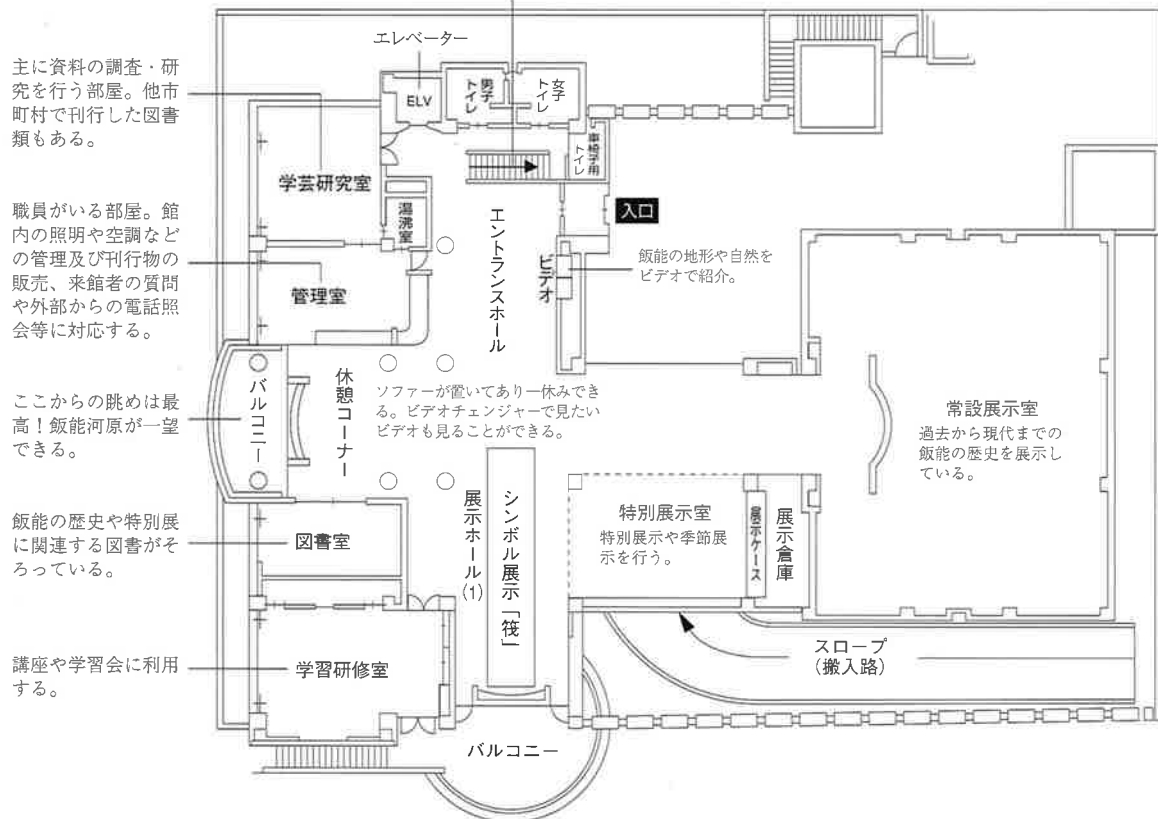 エレベーター
主に資料の調査・研
究を行う部屋。他市
町村で刊行した図書
類もある。
ELV
男子
トイレ
女子
トイレ
車椅子用
トイレ
学芸研究室
湯沸室
入口
職員がいる部屋。館
内の照明や空調など
の管理及び刊行物の
販売、来館者の質問
や外部からの電話照
会等に対応する。
管理室
エントランスホール
ビデオ
飯能の地形や自然を
ビデオで紹介。
ここからの眺めは最
高！飯能河原が一望
できる。
バルコニー
休憩コーナー
ソファーが置いてあり一休みでき
る。ビデオチェンジャーで見たい
ビデオも見ることができる。
常設展示室
過去から現代までの
飯能の歴史を展示し
ている。
飯能の歴史や特別展
に関連する図書がそ
ろっている。
図書室
展示ホール(1)
シンボル展示「筏」
特別展示室
特別展示や季節展
示を行う。
展示ケース
展示倉庫
講座や学習会に利用
する。
学習研修室
スロープ
(搬入路)
バルコニー